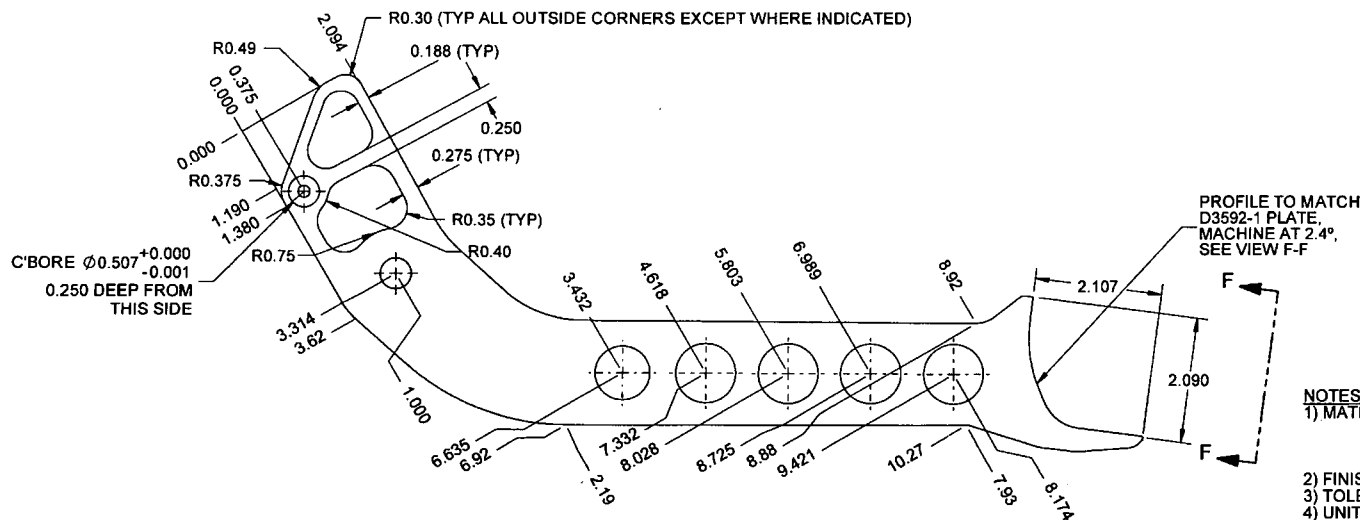 R0.30 (TYP ALL OUTSIDE CORNERS EXCEPT WHERE INDICATED)
2.094
R0.49
0.188 (TYP)
0.375
0.000
0.000
0.250
0.275 (TYP)
R0.375
1.190
1.380
R0.35 (TYP)
R0.75
R0.40
C'BORE Ø0.507 +0.000
-0.001
0.250 DEEP FROM
THIS SIDE
3.314
3.62
1.000
3.432
4.618
5.803
6.989
8.92
PROFILE TO MATCH
D3592-1 PLATE,
MACHINE AT 2.4º,
SEE VIEW F-F
2.107
F
2.090
F
6.635
6.92
2.19
7.332
8.028
8.725
8.88
9.421
10.27
7.93
8.174
NOTES
1) MATE
2) FINIS
3) TOLE
4) UNIT